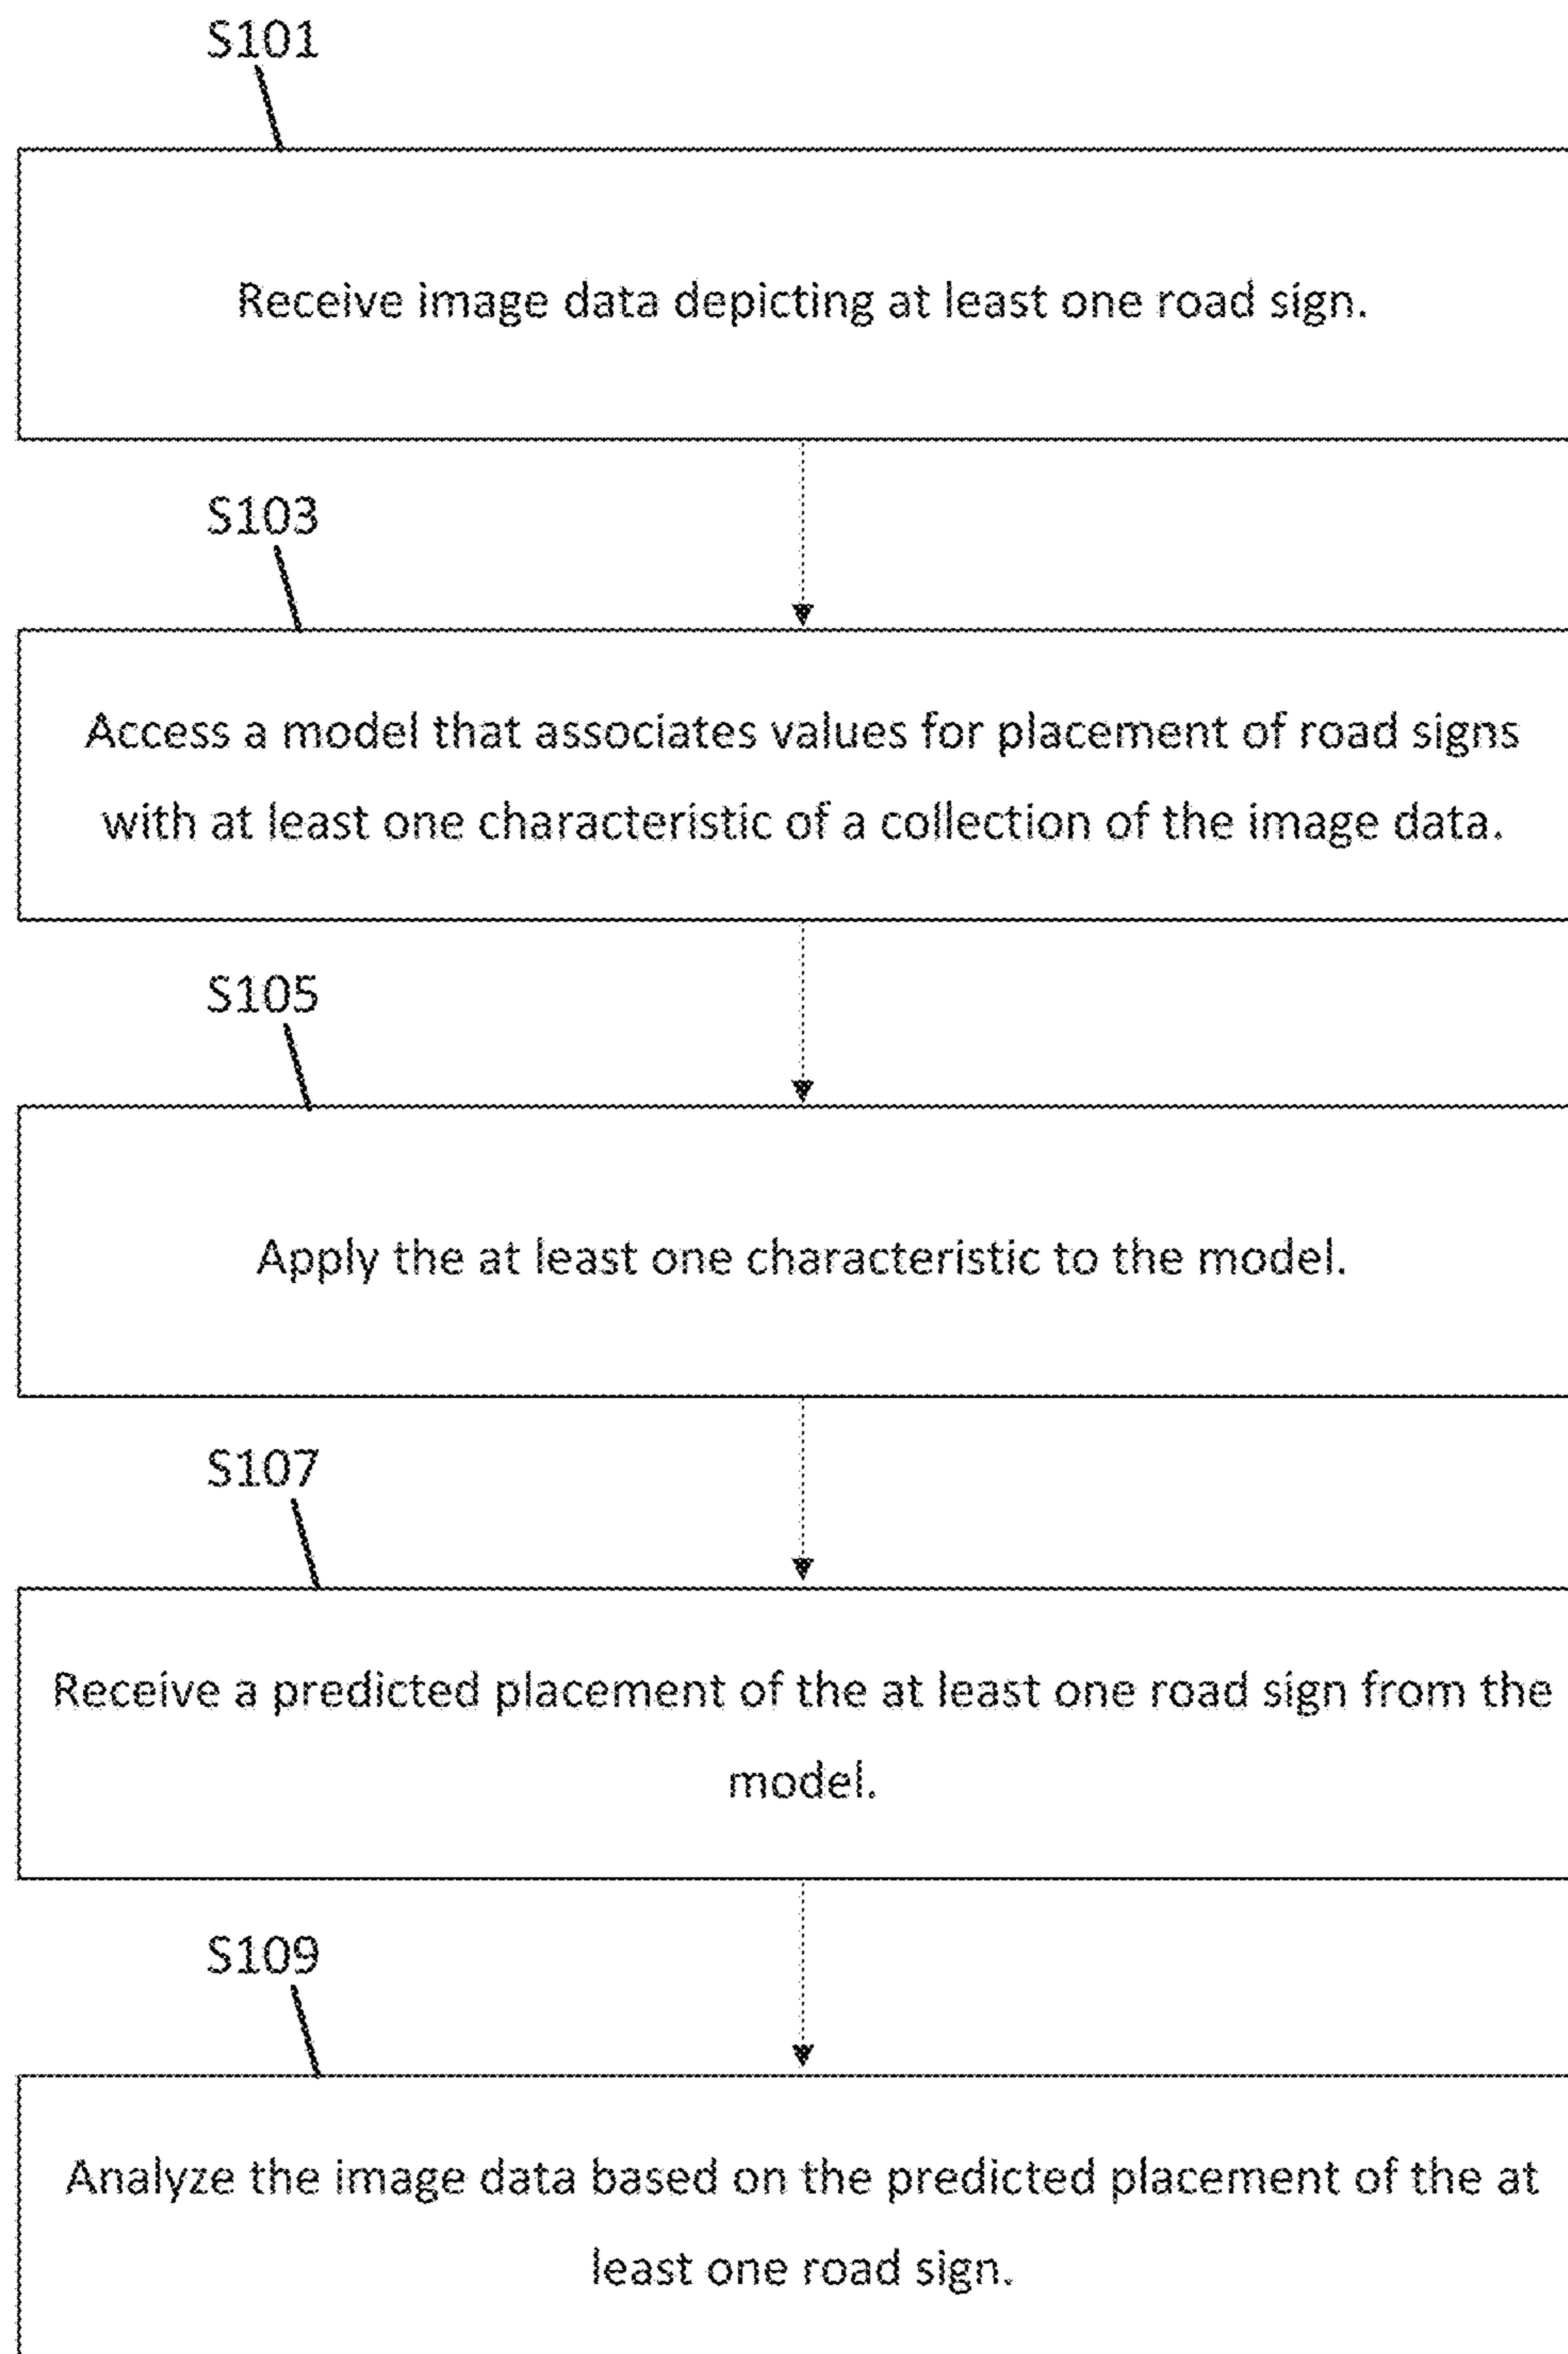 S101
Receive image data depicting at least one road sign.
S103
Access a model that associates values for placement of road signs
with at least one characteristic of a collection of the image data.
S105
Apply the at least one characteristic to the model.
S107
Receive a predicted placement of the at least one road sign from the
model.
S109
Analyze the image data based on the predicted placement of the at
least one road sign.